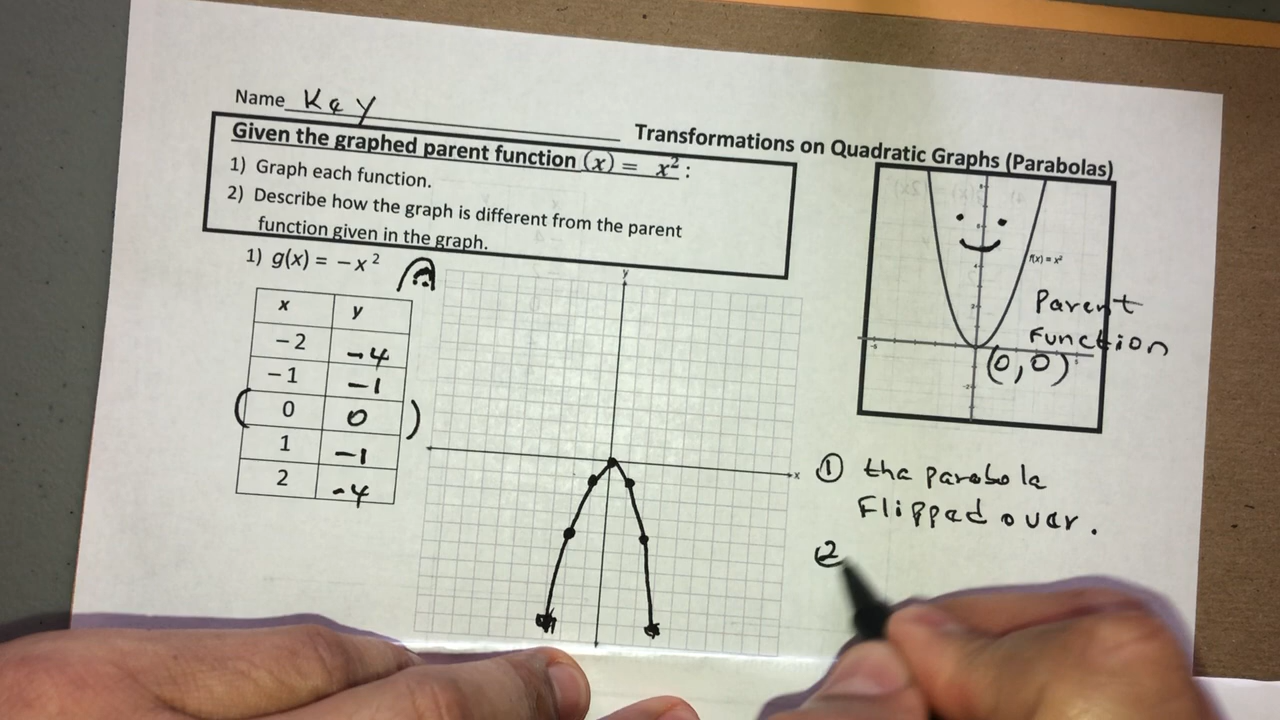 Name Key
Transformations on Quadratic Graphs (Parabolas)
Given the graphed parent function (x) = x²:
1) Graph each function.
2) Describe how the graph is different from the parent
function given in the graph.
1) g(x) = −x²
x y
−2 −4
−1 −1
( 0 0 )
1 −1
2 -4
y
x
f(x) = x²
Parent
Function
(0,0)
① the parabola
Flipped over.
②